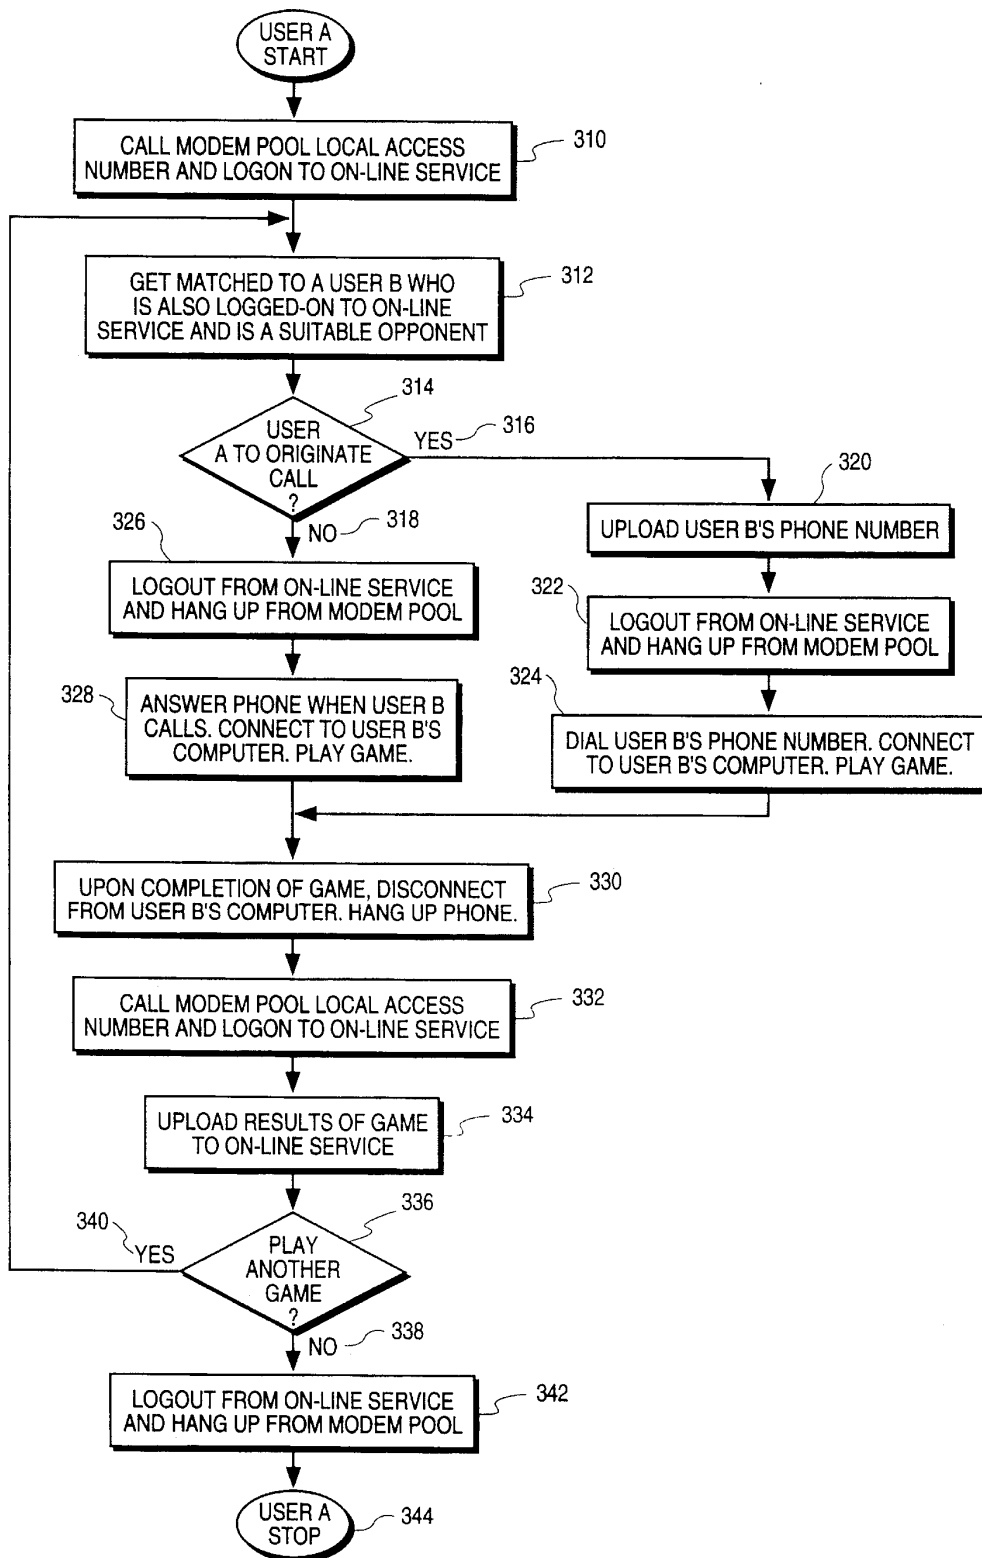 USER A
START
CALL MODEM POOL LOCAL ACCESS
NUMBER AND LOGON TO ON-LINE SERVICE
310
GET MATCHED TO A USER B WHO
IS ALSO LOGGED-ON TO ON-LINE
SERVICE AND IS A SUITABLE OPPONENT
312
314
USER
A TO ORIGINATE
CALL
?
YES
316
NO
318
320
UPLOAD USER B'S PHONE NUMBER
322
LOGOUT FROM ON-LINE SERVICE
AND HANG UP FROM MODEM POOL
324
DIAL USER B'S PHONE NUMBER. CONNECT
TO USER B'S COMPUTER. PLAY GAME.
326
LOGOUT FROM ON-LINE SERVICE
AND HANG UP FROM MODEM POOL
328
ANSWER PHONE WHEN USER B
CALLS. CONNECT TO USER B'S
COMPUTER. PLAY GAME.
UPON COMPLETION OF GAME, DISCONNECT
FROM USER B'S COMPUTER. HANG UP PHONE.
330
CALL MODEM POOL LOCAL ACCESS
NUMBER AND LOGON TO ON-LINE SERVICE
332
UPLOAD RESULTS OF GAME
TO ON-LINE SERVICE
334
336
340
YES
PLAY
ANOTHER
GAME
?
NO
338
LOGOUT FROM ON-LINE SERVICE
AND HANG UP FROM MODEM POOL
342
USER A
STOP
344